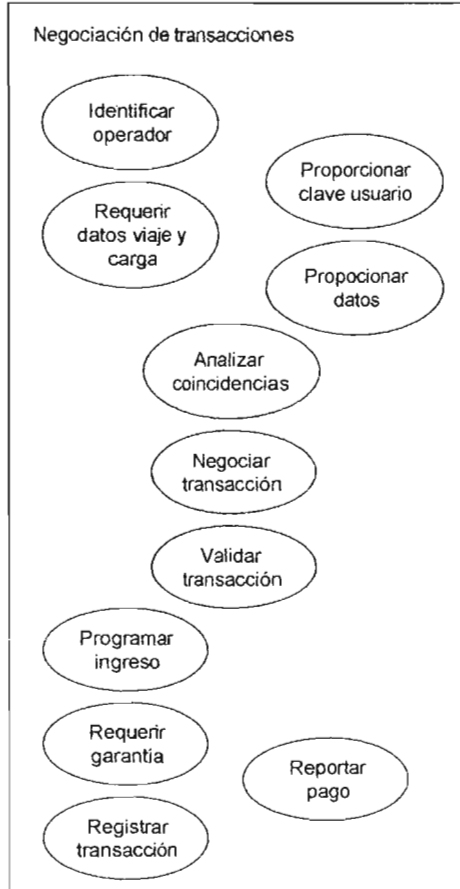 Negociación de transacciones
Identificar
operador
Proporcionar
clave usuario
Requerir
datos viaje y
carga
Propocionar
datos
Analizar
coincidencias
Negociar
transacción
Validar
transacción
Programar
ingreso
Requerir
garantía
Reportar
pago
Registrar
transacción